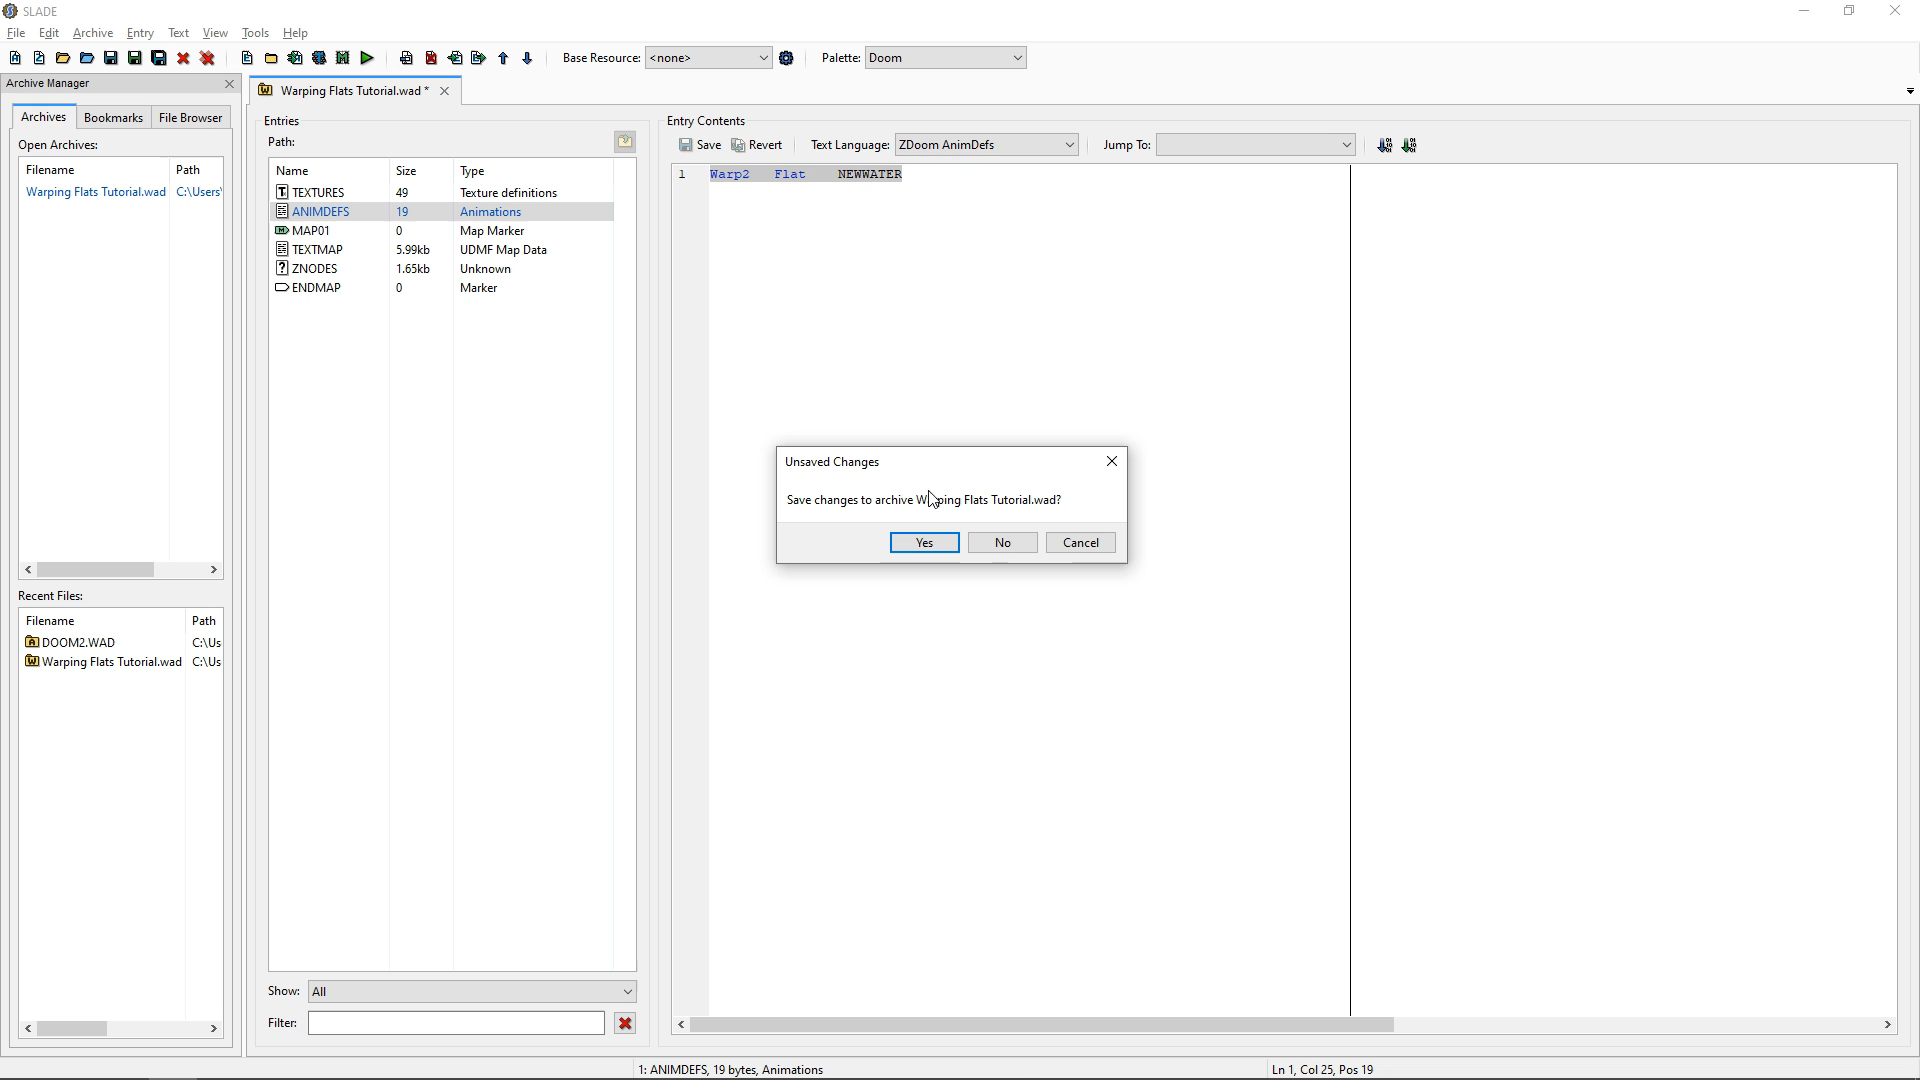 SLADE
File Edit Archive Entry Text View Tools Help
Base Resource: <none> Palette: Doom
Archive Manager
Warping Flats Tutorial.wad *
Archives Bookmarks File Browser
Open Archives:
Filename Path
Warping Flats Tutorial.wad C:\Users\
Recent Files:
Filename Path
DOOM2.WAD C:\Us
Warping Flats Tutorial.wad C:\Us
Entries
Path:
Name Size Type
TEXTURES 49 Texture definitions
ANIMDEFS 19 Animations
MAP01 0 Map Marker
TEXTMAP 5.99kb UDMF Map Data
ZNODES 1.65kb Unknown
ENDMAP 0 Marker
Show: All
Filter:
Entry Contents
Save Revert Text Language: ZDoom AnimDefs Jump To:
1 Warp2 Flat NEWWATER
Unsaved Changes
Save changes to archive Warping Flats Tutorial.wad?
Yes No Cancel
1: ANIMDEFS, 19 bytes, Animations
Ln 1, Col 25, Pos 19